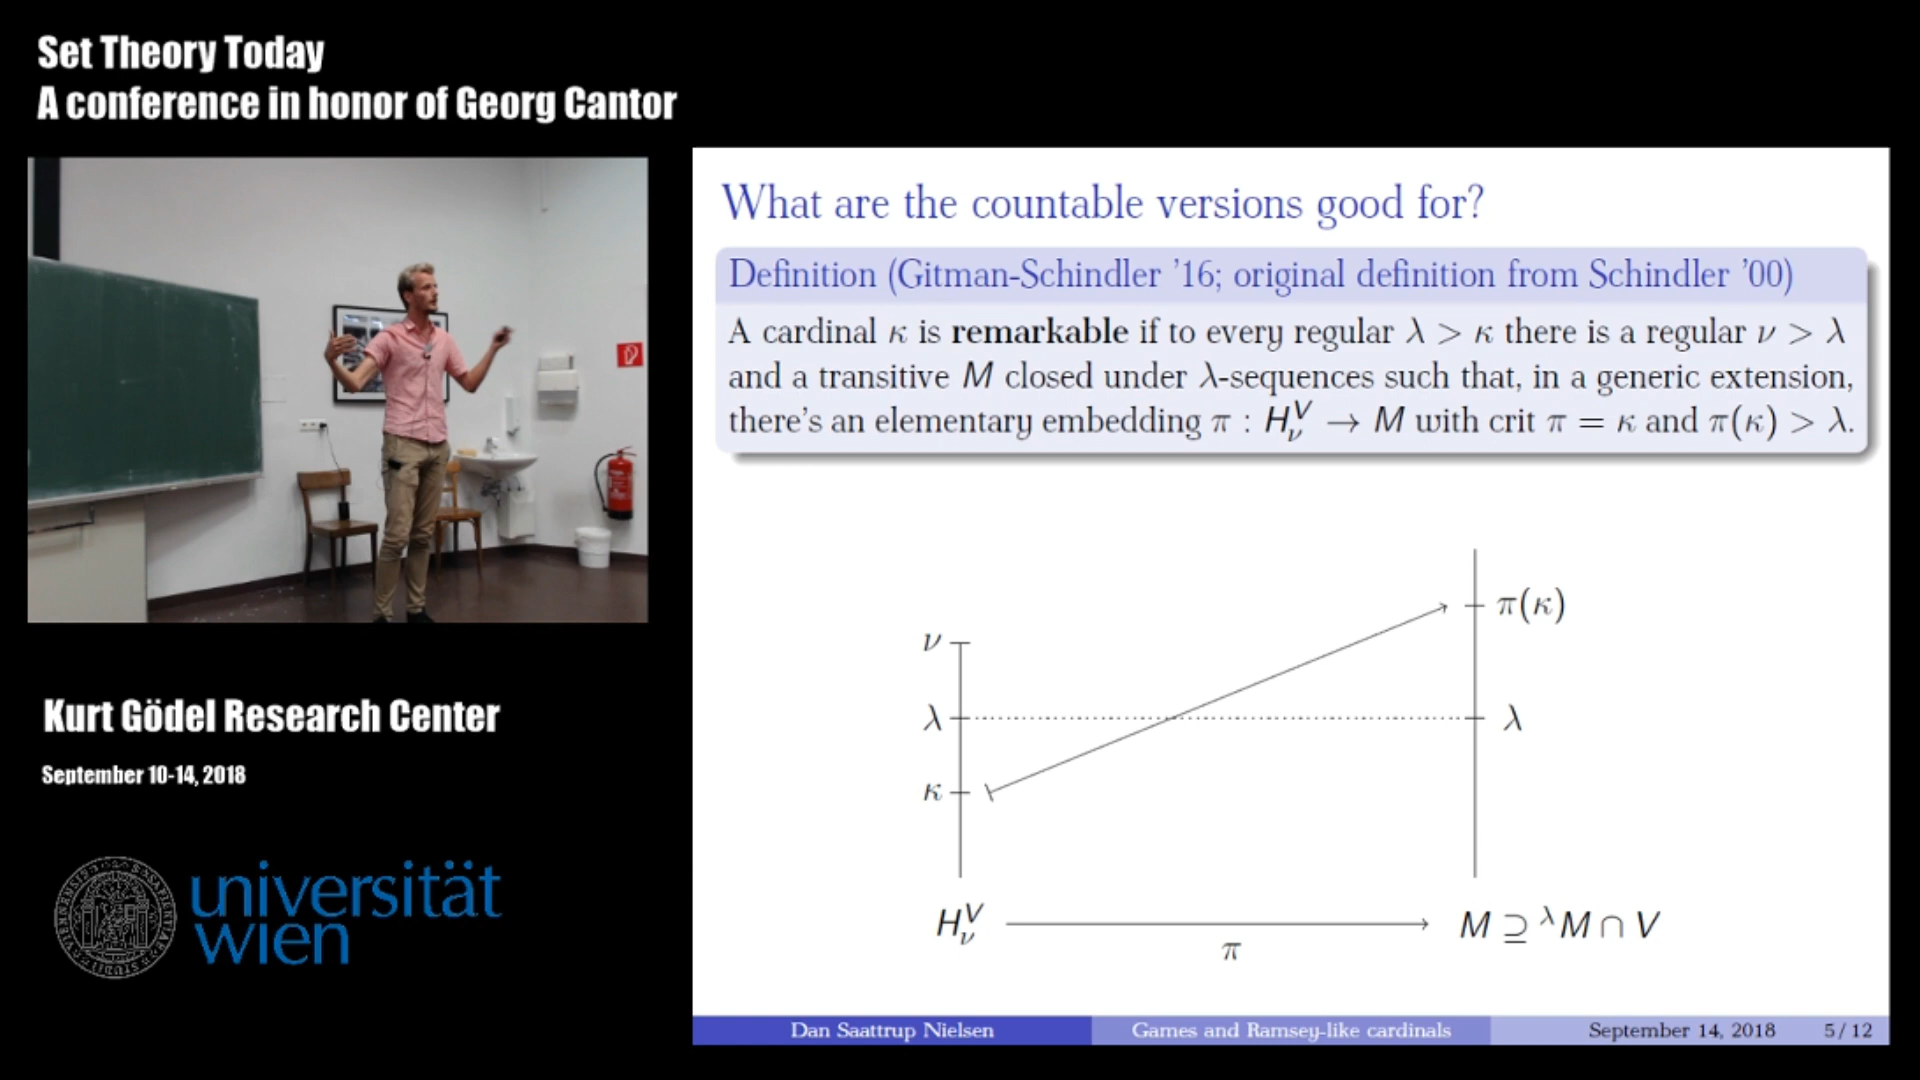 Set Theory Today
A conference in honor of Georg Cantor
What are the countable versions good for?
Definition (Gitman-Schindler '16; original definition from Schindler '00)
A cardinal κ is remarkable if to every regular λ > κ there is a regular ν > λ
and a transitive M closed under λ-sequences such that, in a generic extension,
there's an elementary embedding π : H_ν^V → M with crit π = κ and π(κ) > λ.
π(κ)
ν
λ
λ
κ
H_ν^V
π
M ⊇ ^λM ∩ V
Kurt Gödel Research Center
September 10-14, 2018
universität
wien
Dan Saattrup Nielsen
Games and Ramsey-like cardinals
September 14, 2018
5 / 12